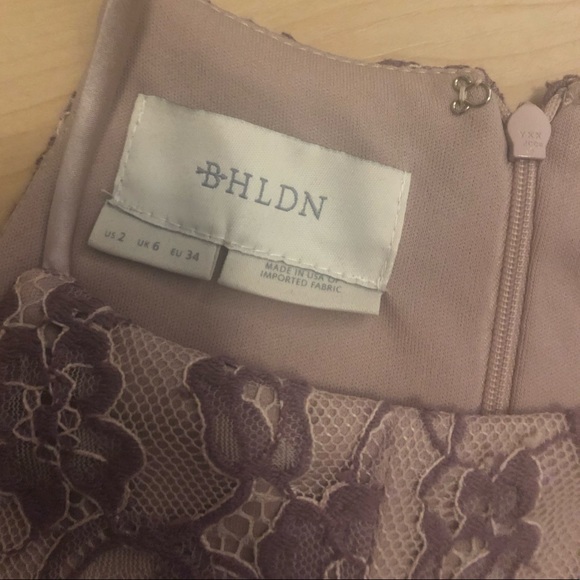 BHLDN
US 2 UK 6 EU 34
MADE IN USA OF
IMPORTED FABRIC